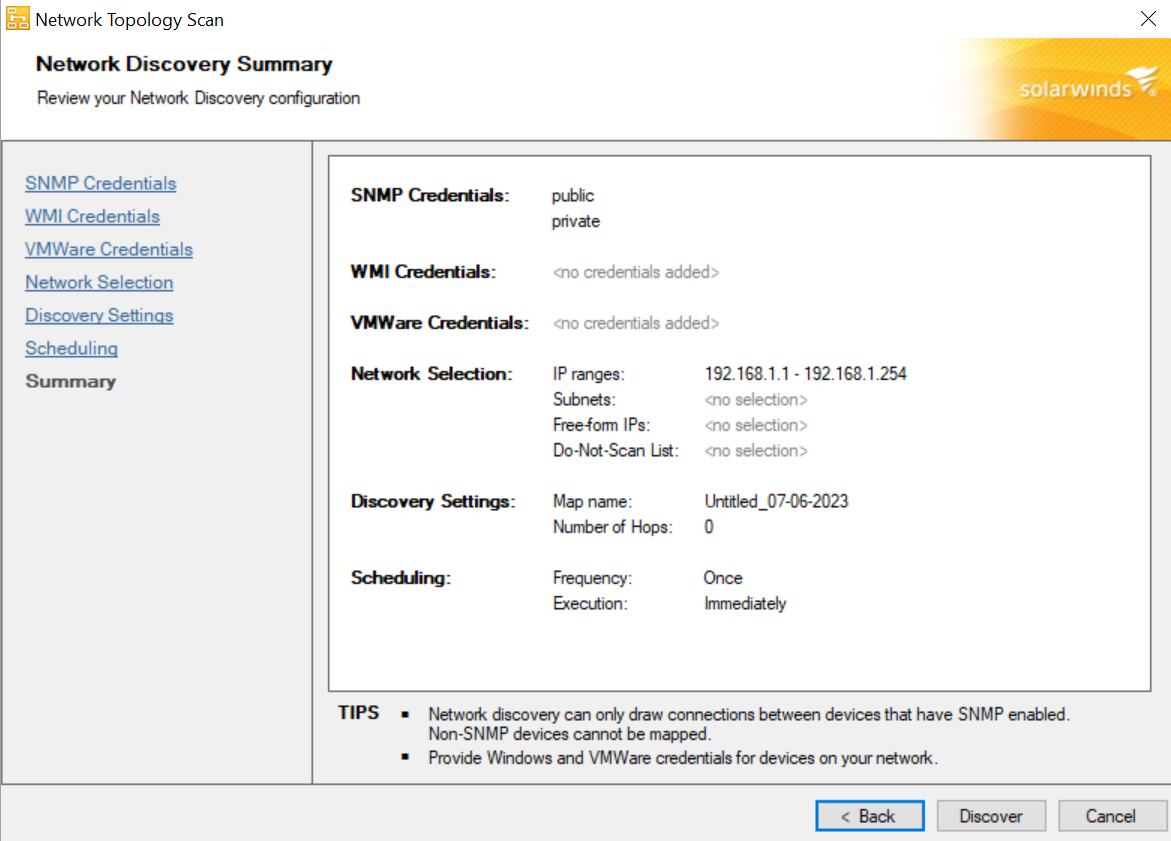 Network Topology Scan
Network Discovery Summary
Review your Network Discovery configuration
solarwinds
SNMP Credentials
WMI Credentials
VMWare Credentials
Network Selection
Discovery Settings
Scheduling
Summary
SNMP Credentials: public
private
WMI Credentials: <no credentials added>
VMWare Credentials: <no credentials added>
Network Selection: IP ranges: 192.168.1.1 - 192.168.1.254
Subnets: <no selection>
Free-form IPs: <no selection>
Do-Not-Scan List: <no selection>
Discovery Settings: Map name: Untitled_07-06-2023
Number of Hops: 0
Scheduling: Frequency: Once
Execution: Immediately
TIPS ▪ Network discovery can only draw connections between devices that have SNMP enabled.
Non-SNMP devices cannot be mapped.
▪ Provide Windows and VMWare credentials for devices on your network.
< Back Discover Cancel